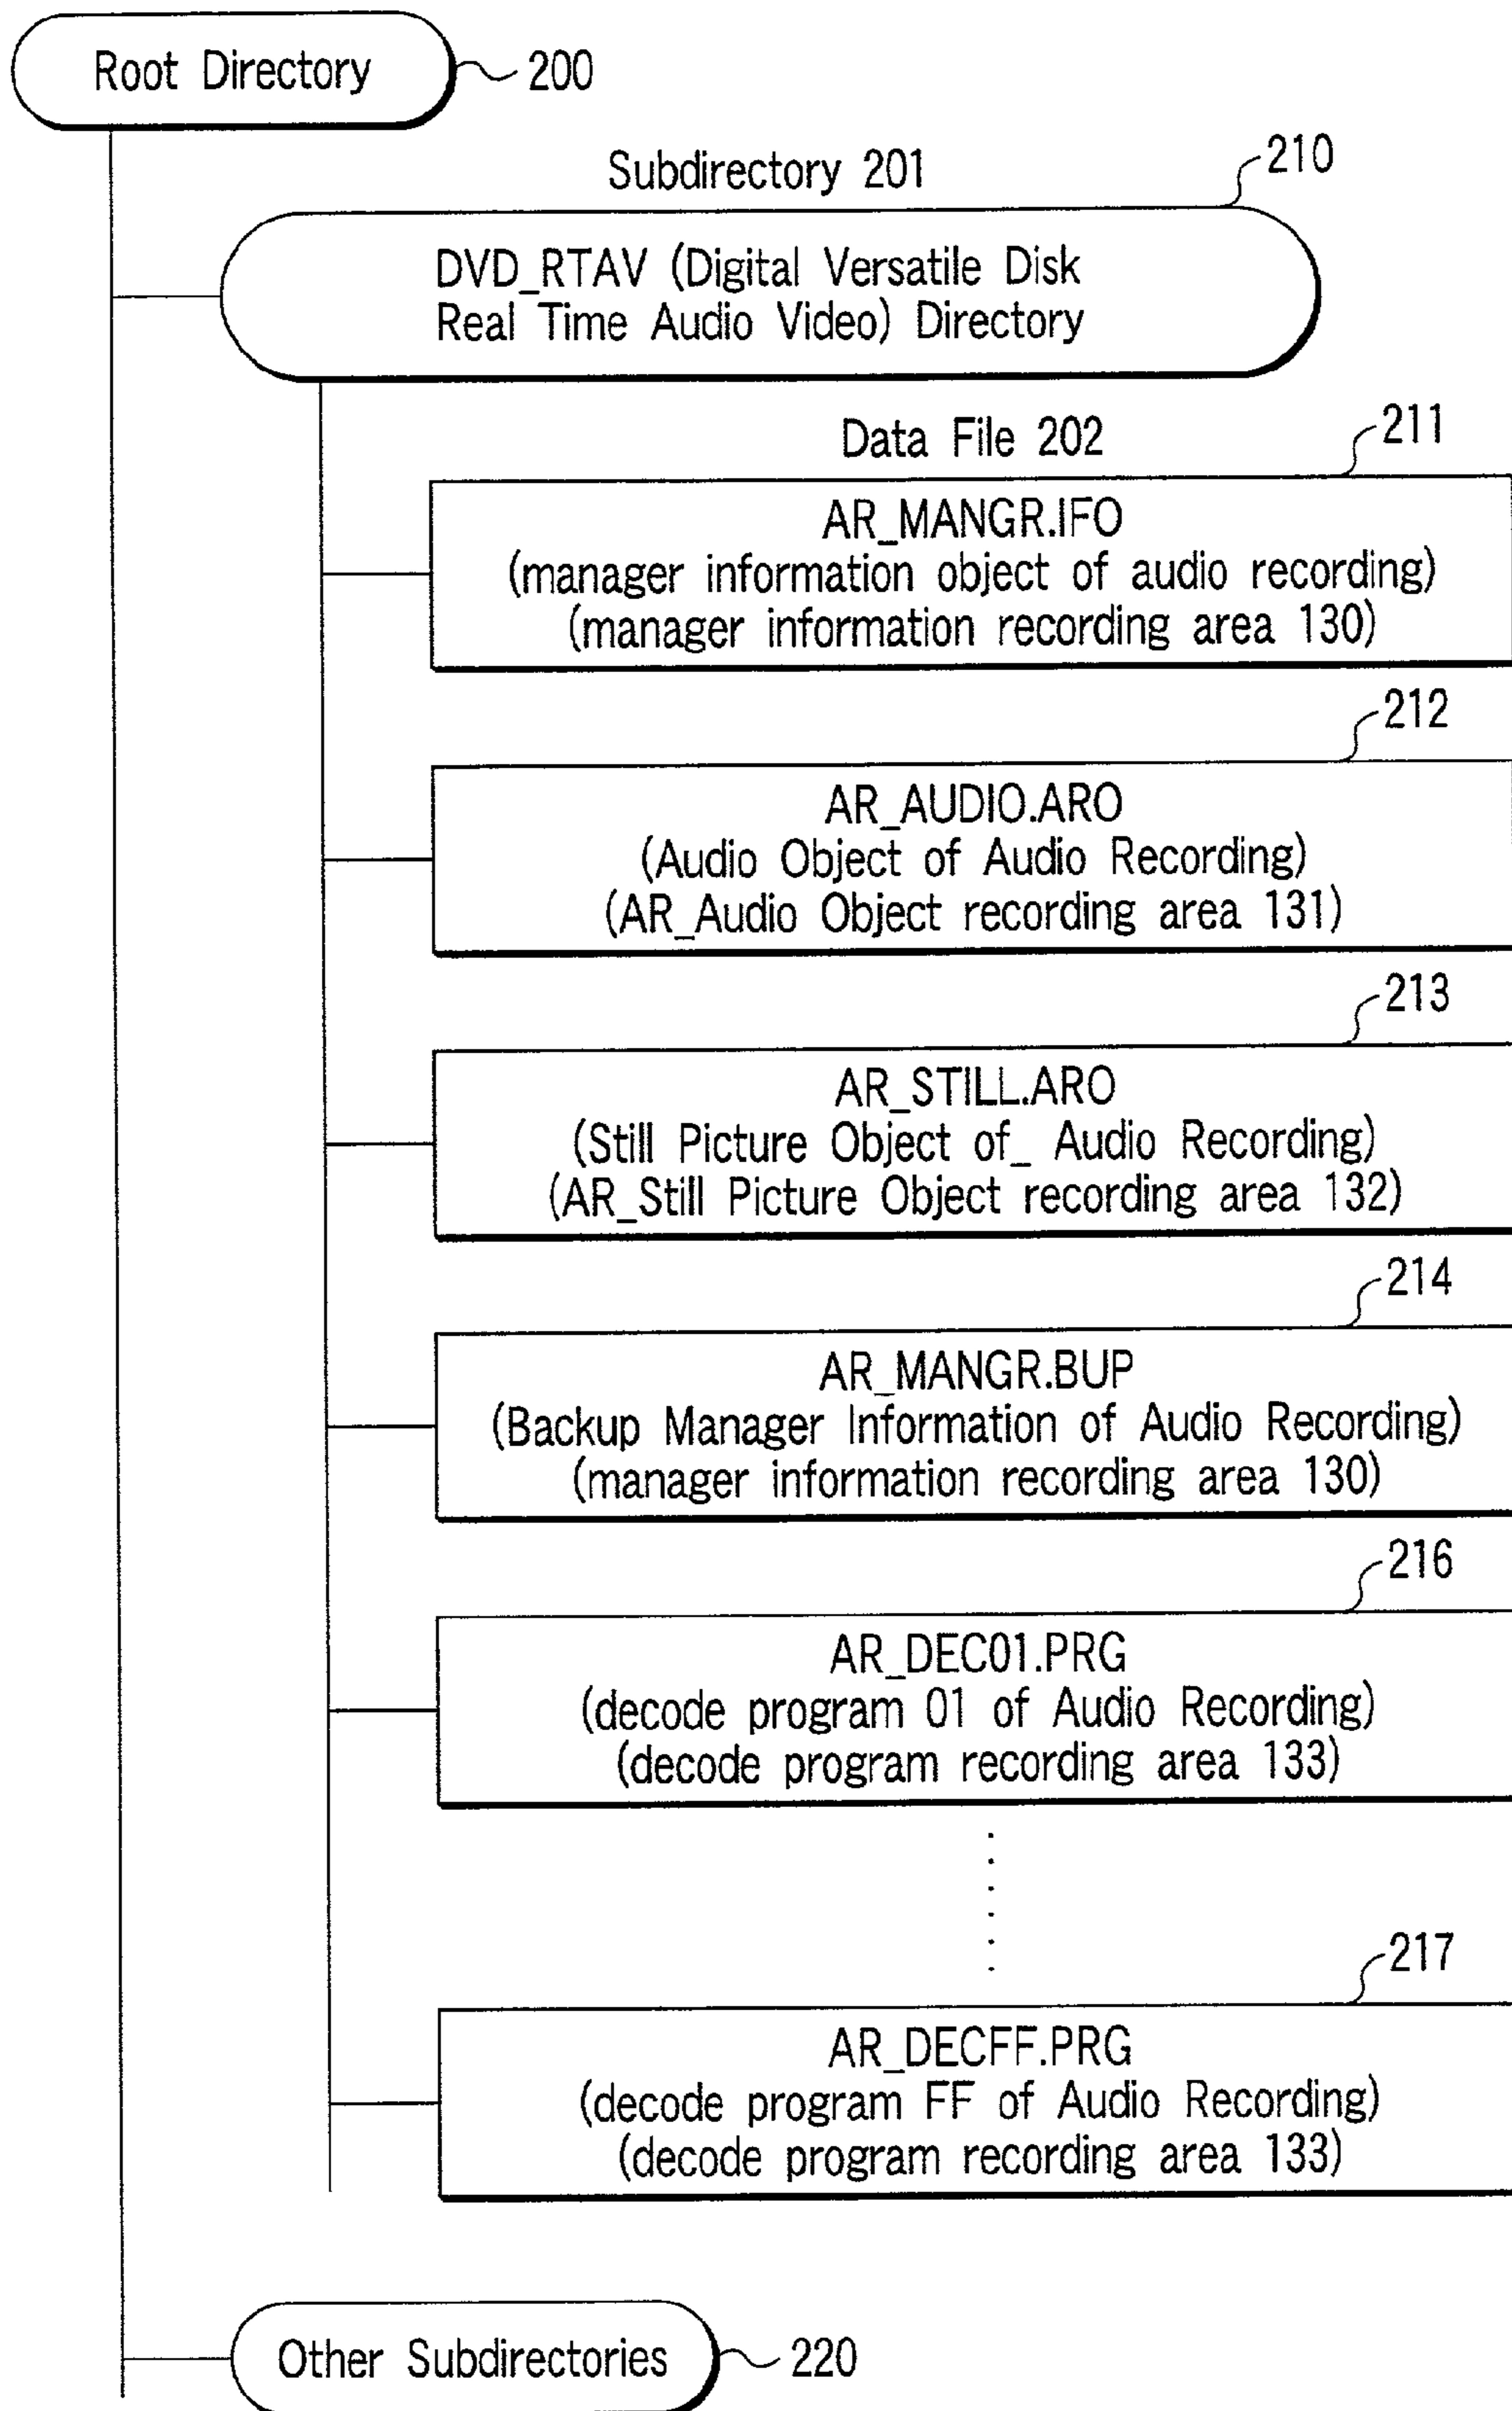 Root Directory
200
Subdirectory 201
210
DVD_RTAV (Digital Versatile Disk
Real Time Audio Video) Directory
Data File 202
211
AR_MANGR.IFO
(manager information object of audio recording)
(manager information recording area 130)
212
AR_AUDIO.ARO
(Audio Object of Audio Recording)
(AR_Audio Object recording area 131)
213
AR_STILL.ARO
(Still Picture Object of_ Audio Recording)
(AR_Still Picture Object recording area 132)
214
AR_MANGR.BUP
(Backup Manager Information of Audio Recording)
(manager information recording area 130)
216
AR_DEC01.PRG
(decode program 01 of Audio Recording)
(decode program recording area 133)
217
AR_DECFF.PRG
(decode program FF of Audio Recording)
(decode program recording area 133)
Other Subdirectories
220